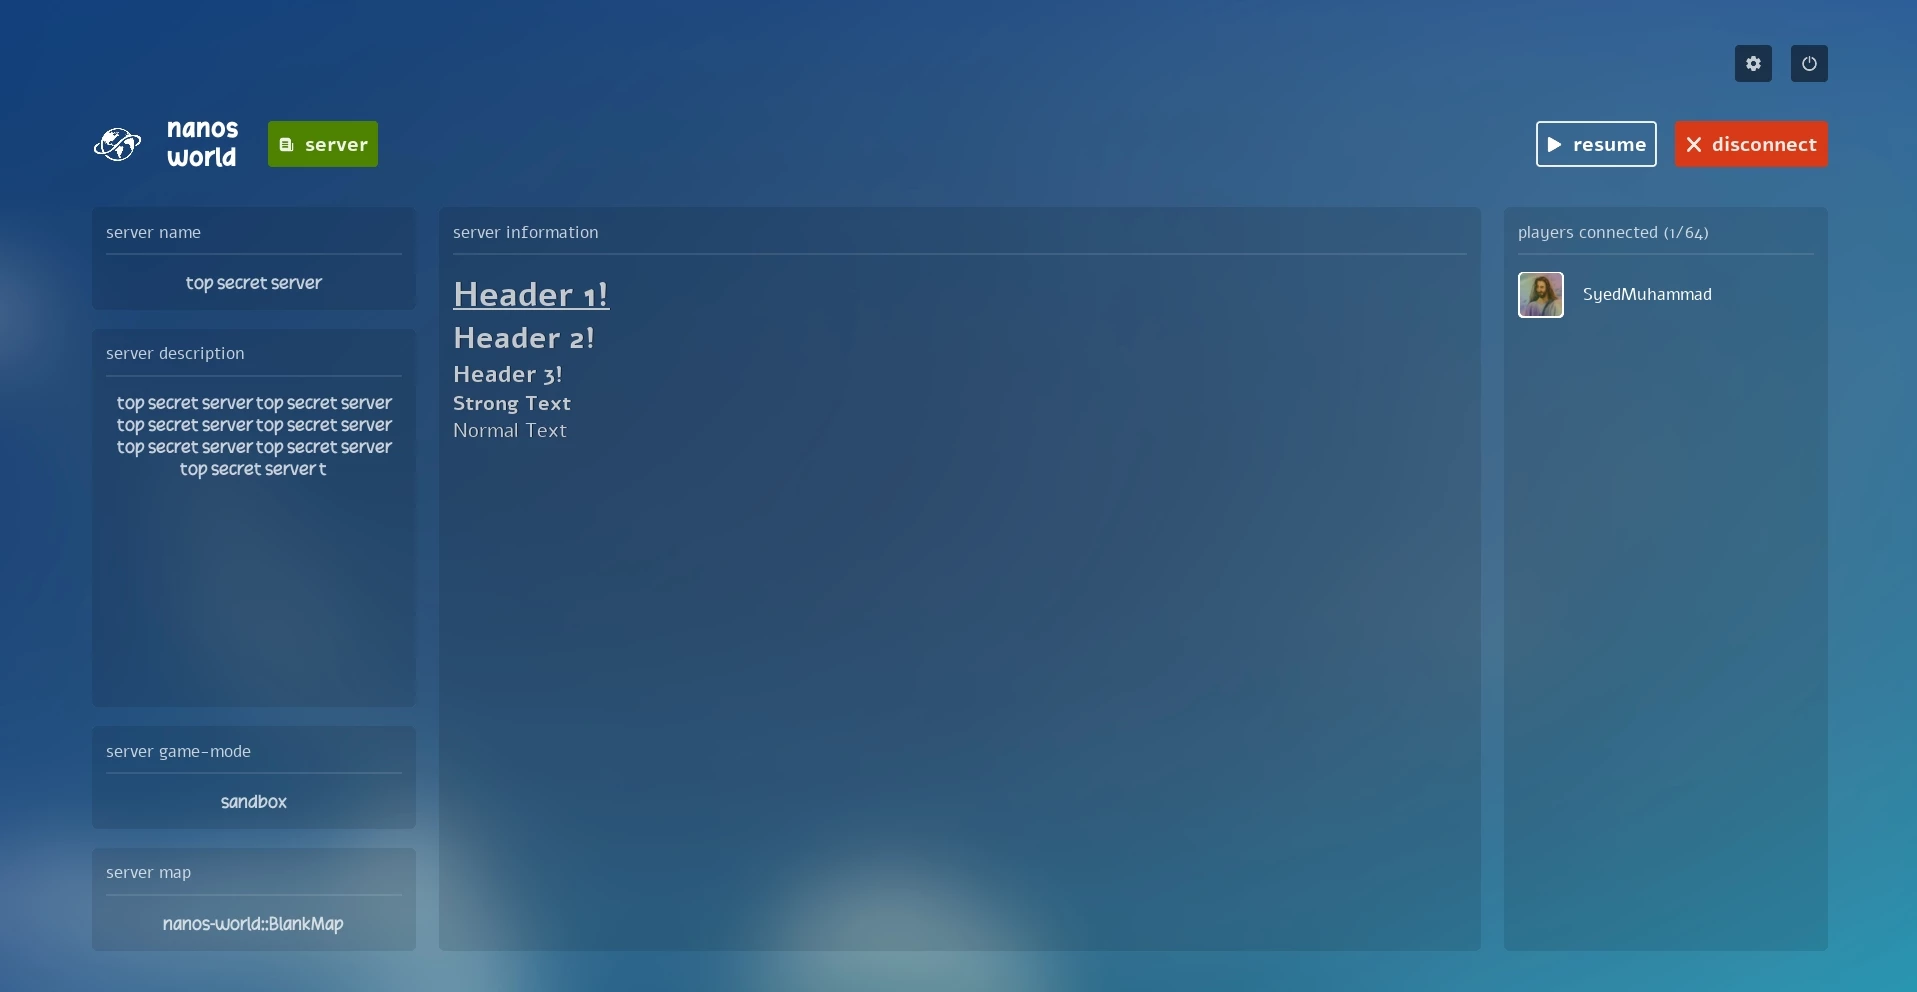 nanos
world
server
resume
disconnect
server name
top secret server
server description
top secret server top secret server
top secret server top secret server
top secret server top secret server
top secret server t
server game-mode
sandbox
server map
nanos-world::BlankMap
server information
Header 1!
Header 2!
Header 3!
Strong Text
Normal Text
players connected (1/64)
SyedMuhammad